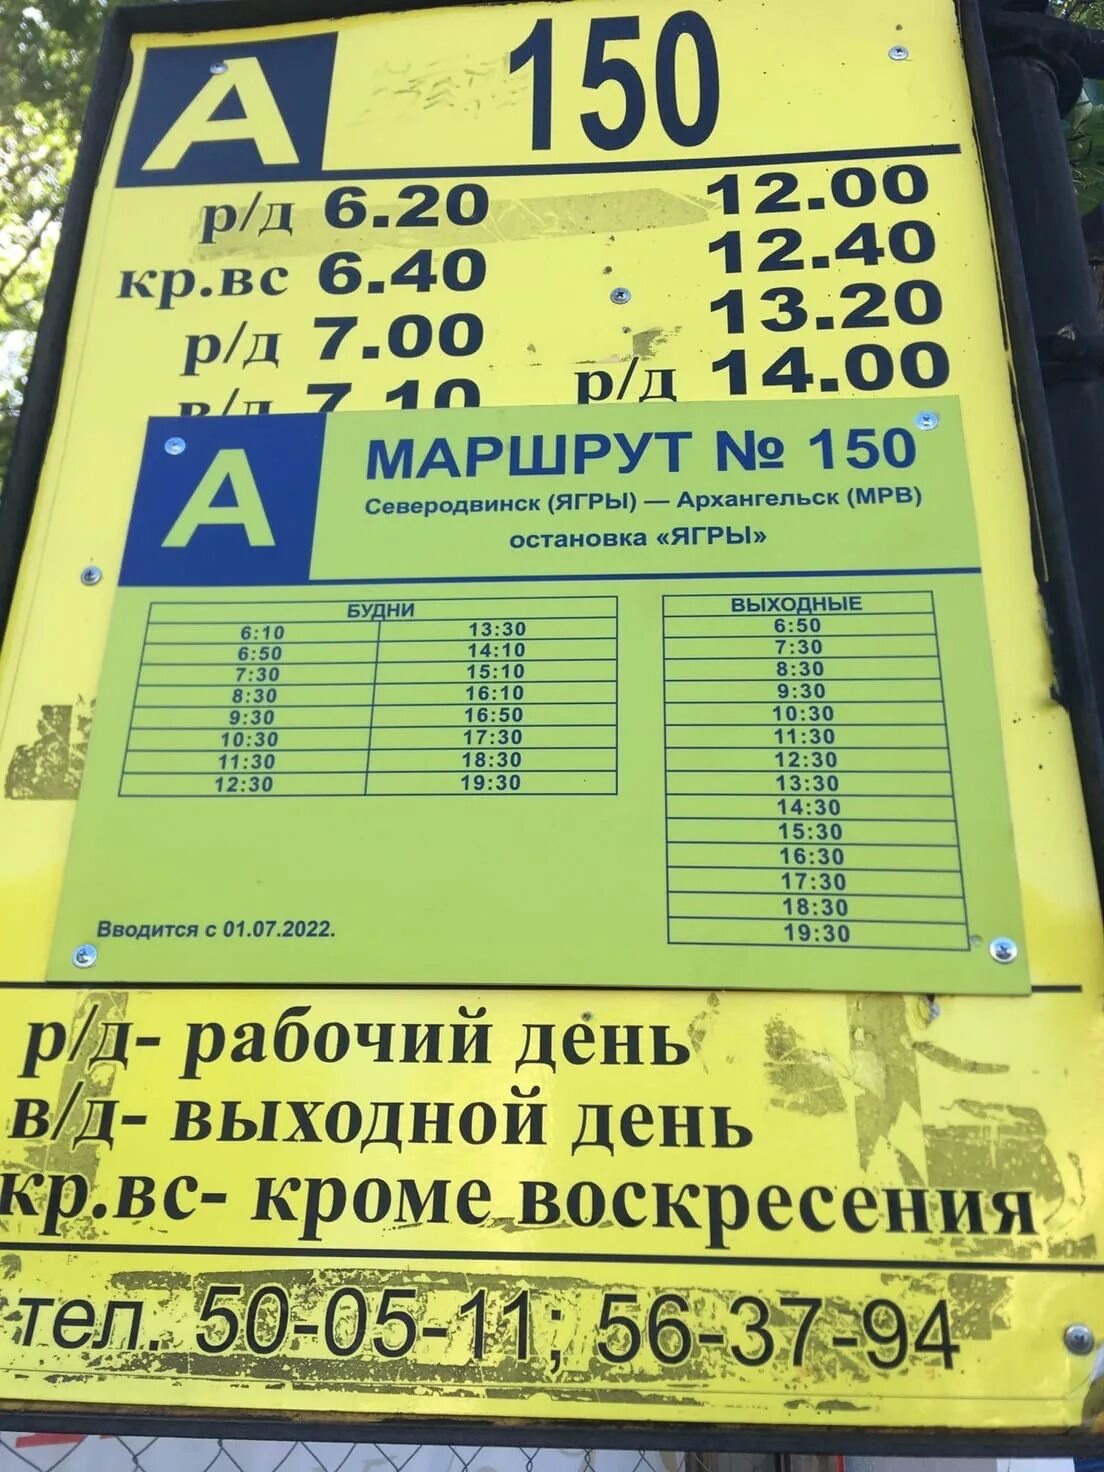 А 150
р/д 6.20 12.00
кр.вс 6.40 12.40
р/д 7.00 13.20
в/д 7.10 р/д 14.00
А МАРШРУТ № 150
Северодвинск (ЯГРЫ) — Архангельск (МРВ)
остановка «ЯГРЫ»
БУДНИ
6:10 13:30
6:50 14:10
7:30 15:10
8:30 16:10
9:30 16:50
10:30 17:30
11:30 18:30
12:30 19:30
ВЫХОДНЫЕ
6:50
7:30
8:30
9:30
10:30
11:30
12:30
13:30
14:30
15:30
16:30
17:30
18:30
19:30
Вводится с 01.07.2022.
р/д- рабочий день
в/д- выходной день
кр.вс- кроме воскресения
тел. 50-05-11; 56-37-94